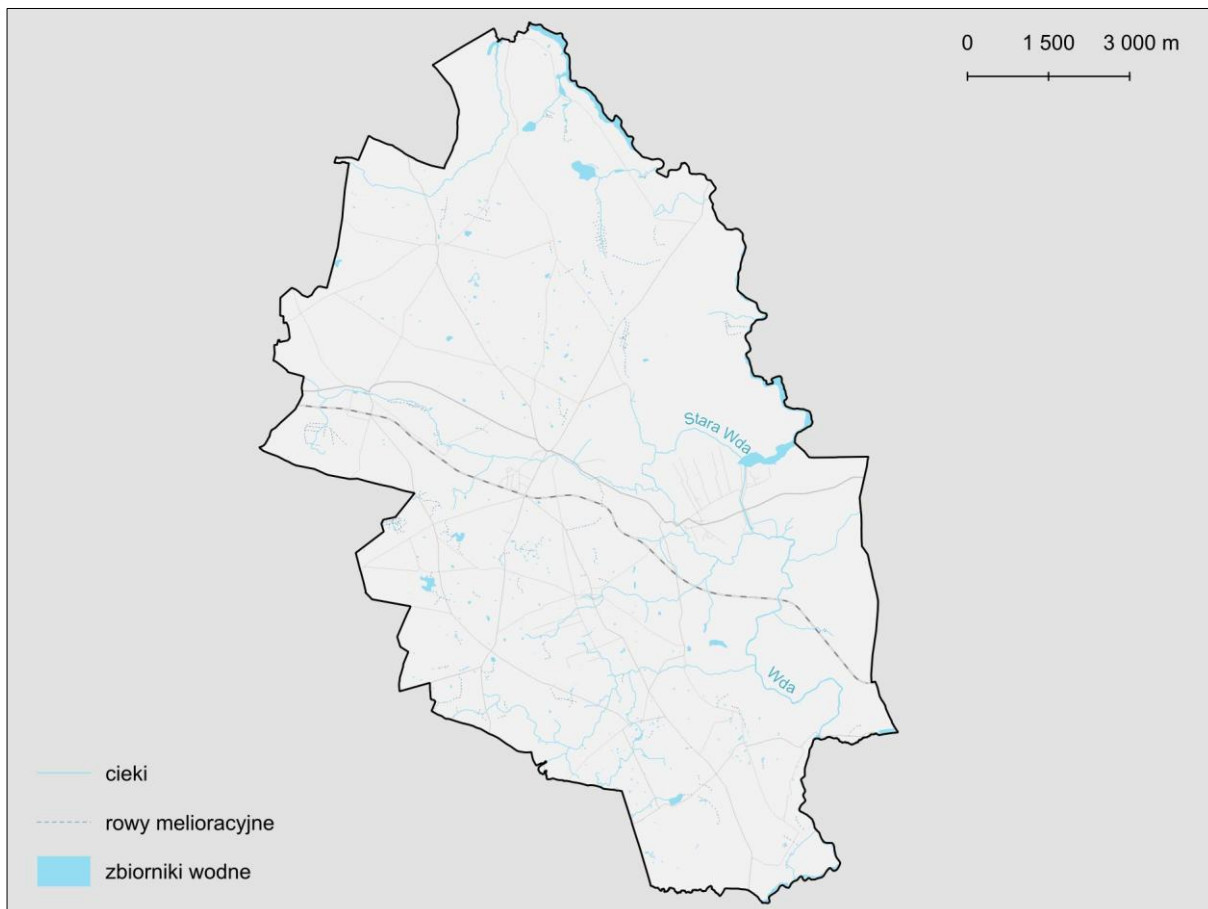 0 1 500 3 000 m
Stara Wda
Wda
cieki
rowy melioracyjne
zbiorniki wodne